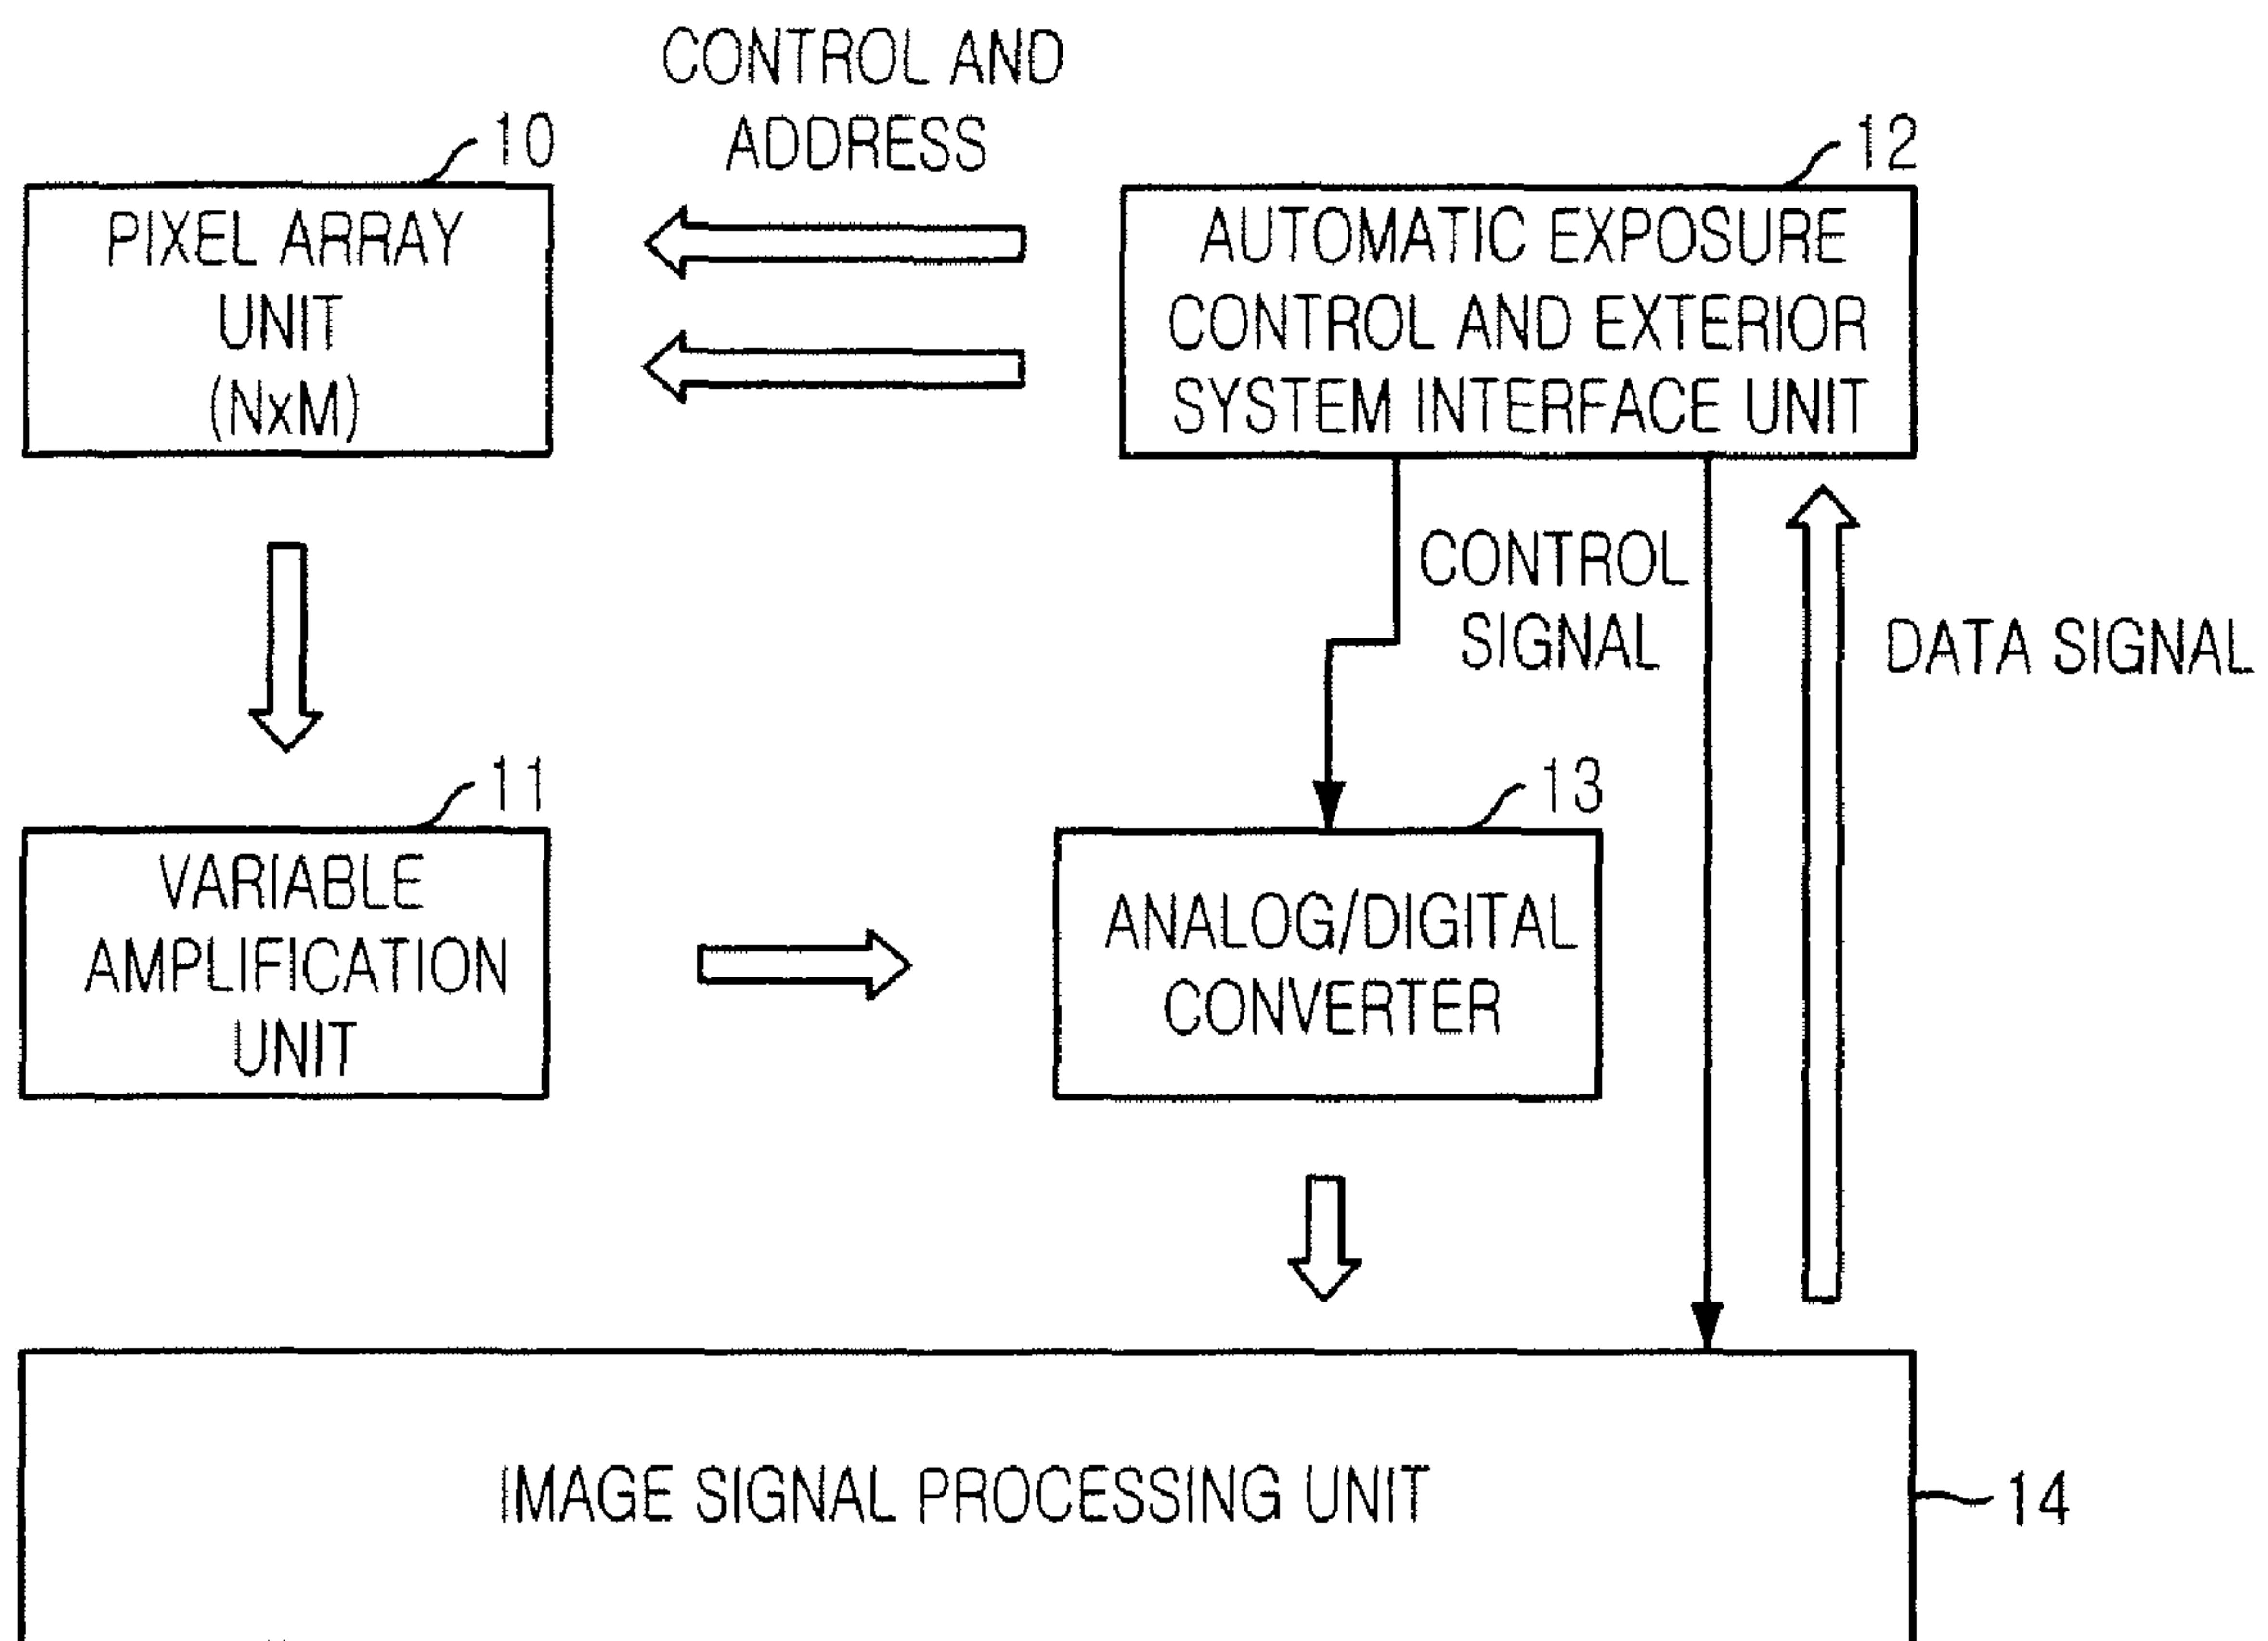 CONTROL AND
ADDRESS
10
12
PIXEL ARRAY
UNIT
(NxM)
AUTOMATIC EXPOSURE
CONTROL AND EXTERIOR
SYSTEM INTERFACE UNIT
CONTROL
SIGNAL
DATA SIGNAL
11
13
VARIABLE
AMPLIFICATION
UNIT
ANALOG/DIGITAL
CONVERTER
IMAGE SIGNAL PROCESSING UNIT
14